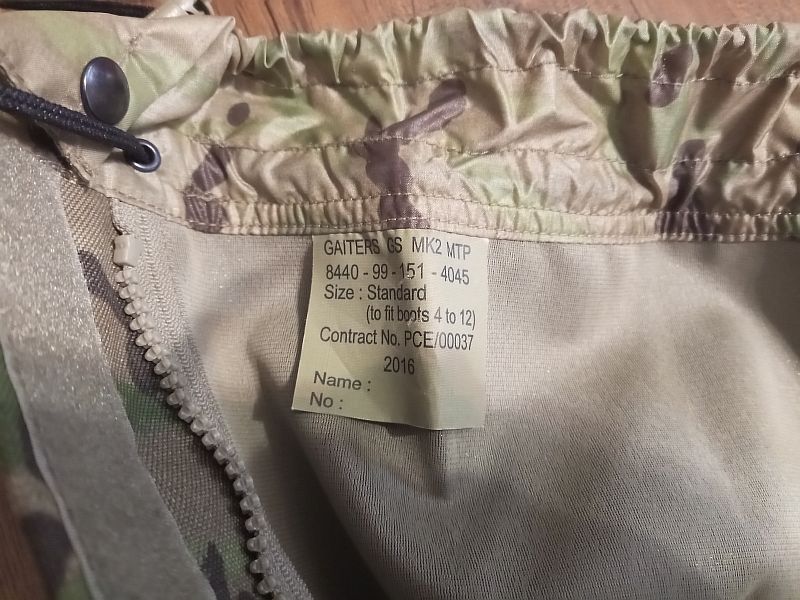 GAITERS GS MK2 MTP
8440 - 99 - 151 - 4045
Size : Standard
(to fit boots 4 to 12)
Contract No. PCE/00037
2016
Name :
No :